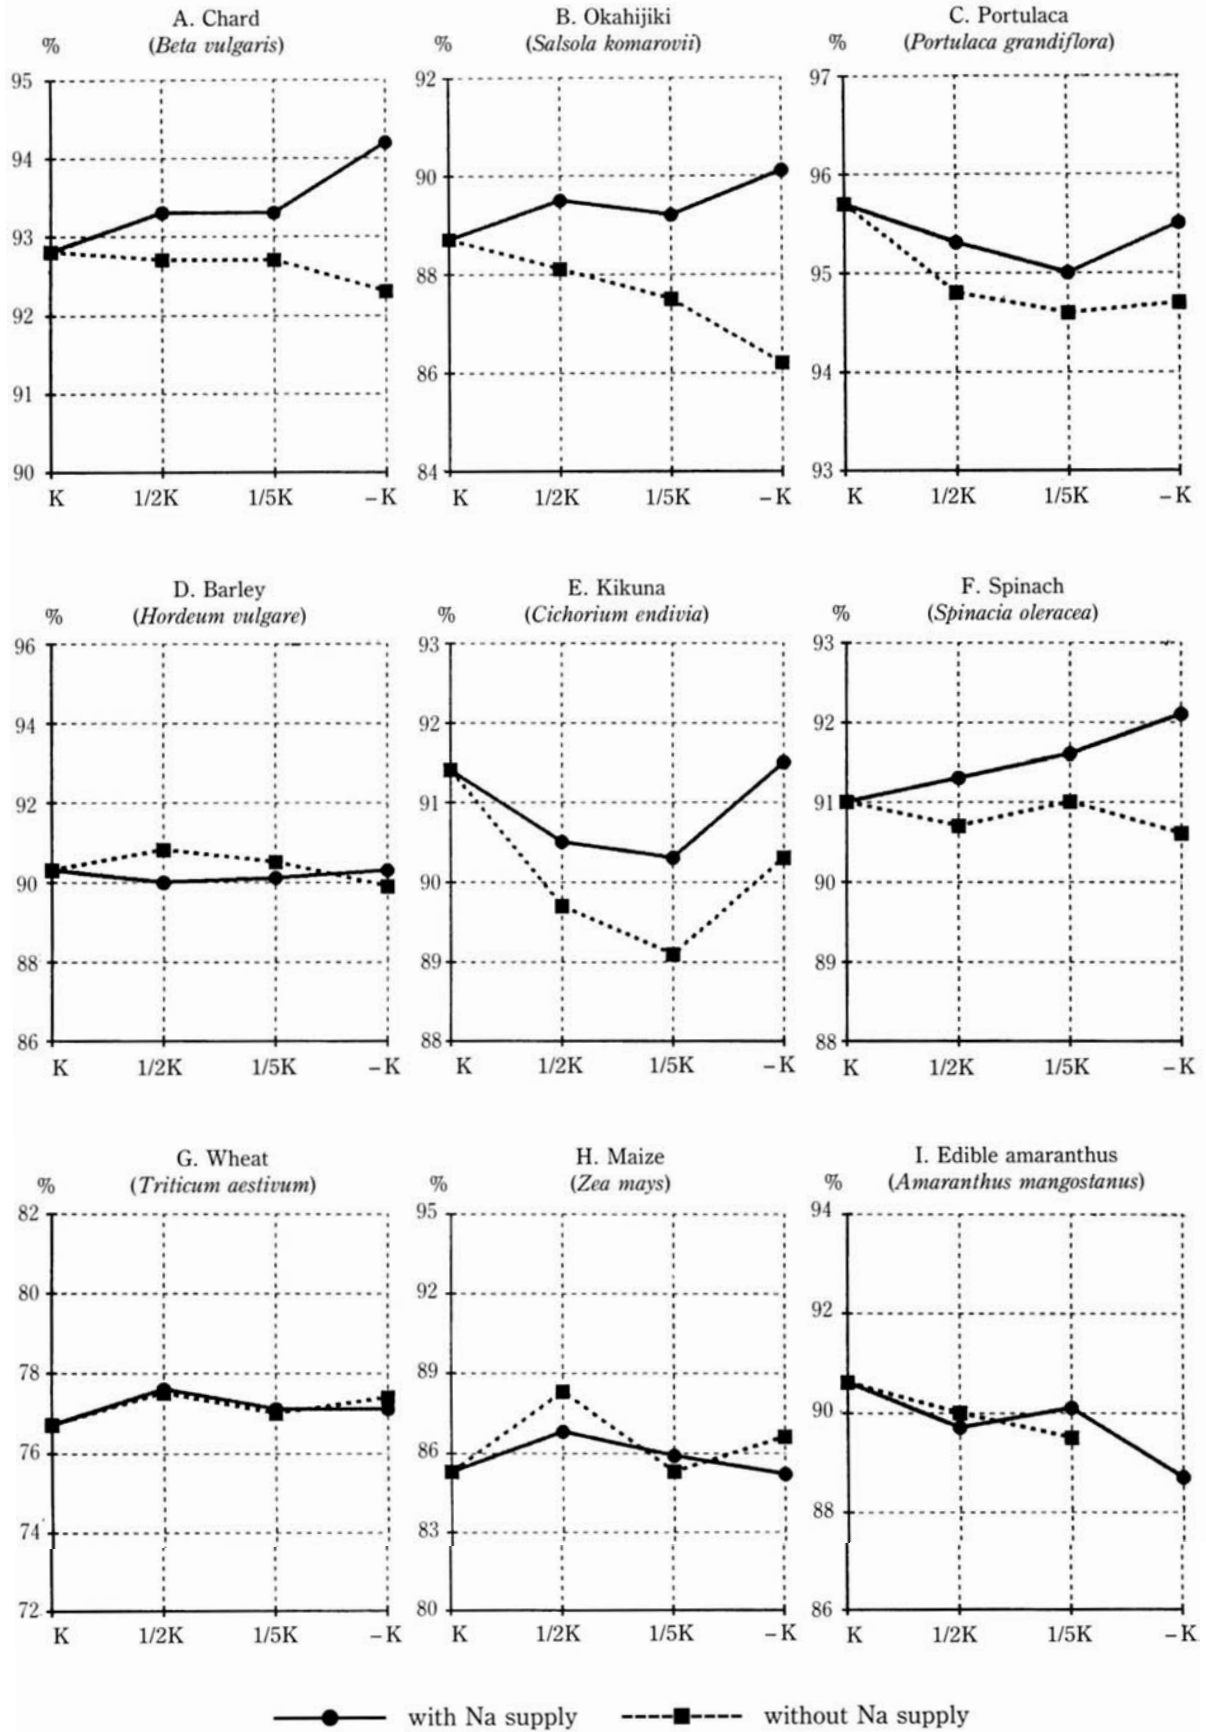 A. Chard
(Beta vulgaris)
%
95
94
93
92
91
90
K 1/2K 1/5K –K
B. Okahijiki
(Salsola komarovii)
%
92
90
88
86
84
K 1/2K 1/5K –K
C. Portulaca
(Portulaca grandiflora)
%
97
96
95
94
93
K 1/2K 1/5K –K
D. Barley
(Hordeum vulgare)
%
96
94
92
90
88
86
K 1/2K 1/5K –K
E. Kikuna
(Cichorium endivia)
%
93
92
91
90
89
88
K 1/2K 1/5K –K
F. Spinach
(Spinacia oleracea)
%
93
92
91
90
89
88
K 1/2K 1/5K –K
G. Wheat
(Triticum aestivum)
%
82
80
78
76
74
72
K 1/2K 1/5K –K
H. Maize
(Zea mays)
%
95
92
89
86
83
80
K 1/2K 1/5K –K
I. Edible amaranthus
(Amaranthus mangostanus)
%
94
92
90
88
86
K 1/2K 1/5K –K
with Na supply without Na supply